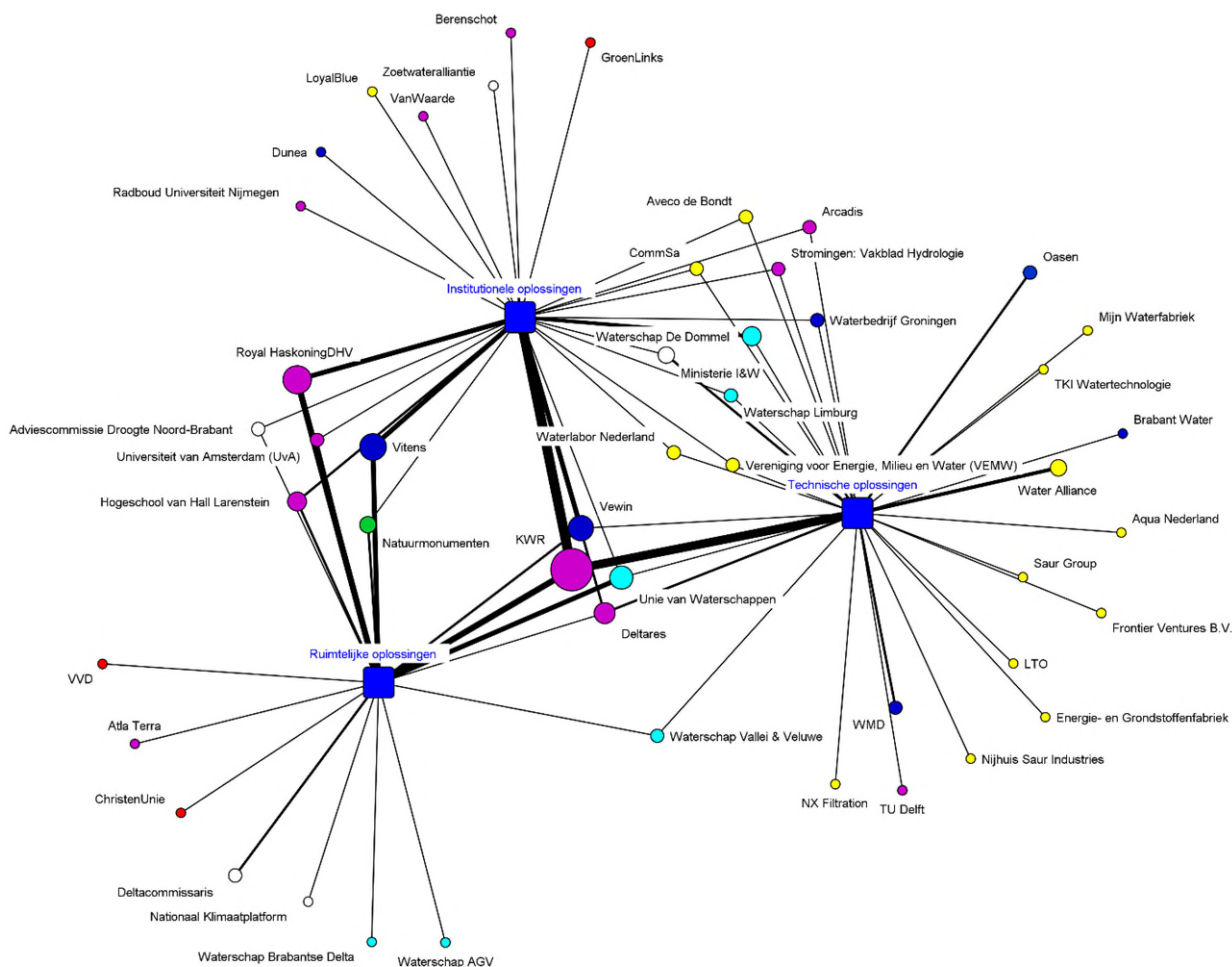 Berenschot
GroenLinks
Zoetwateralliantie
LoyalBlue
VanWaarde
Dunea
Radboud Universiteit Nijmegen
Aveco de Bondt
Arcadis
CommSa
Stromingen: Vakblad Hydrologie
Oasen
Institutionele oplossingen
Waterbedrijf Groningen
Mijn Waterfabriek
Waterschap De Dommel
Royal HaskoningDHV
Ministerie I&W
TKI Watertechnologie
Waterschap Limburg
Brabant Water
Adviescommissie Droogte Noord-Brabant
Waterlabor Nederland
Universiteit van Amsterdam (UvA)
Vitens
Vereniging voor Energie, Milieu en Water (VEMW)
Water Alliance
Technische oplossingen
Hogeschool van Hall Larenstein
Vewin
Aqua Nederland
Natuurmonumenten
KWR
Saur Group
Unie van Waterschappen
Frontier Ventures B.V.
Deltares
Ruimtelijke oplossingen
LTO
VVD
Energie- en Grondstoffenfabriek
WMD
Atla Terra
Waterschap Vallei & Veluwe
Nijhuis Saur Industries
ChristenUnie
NX Filtration
TU Delft
Deltacommissaris
Nationaal Klimaatplatform
Waterschap Brabantse Delta
Waterschap AGV